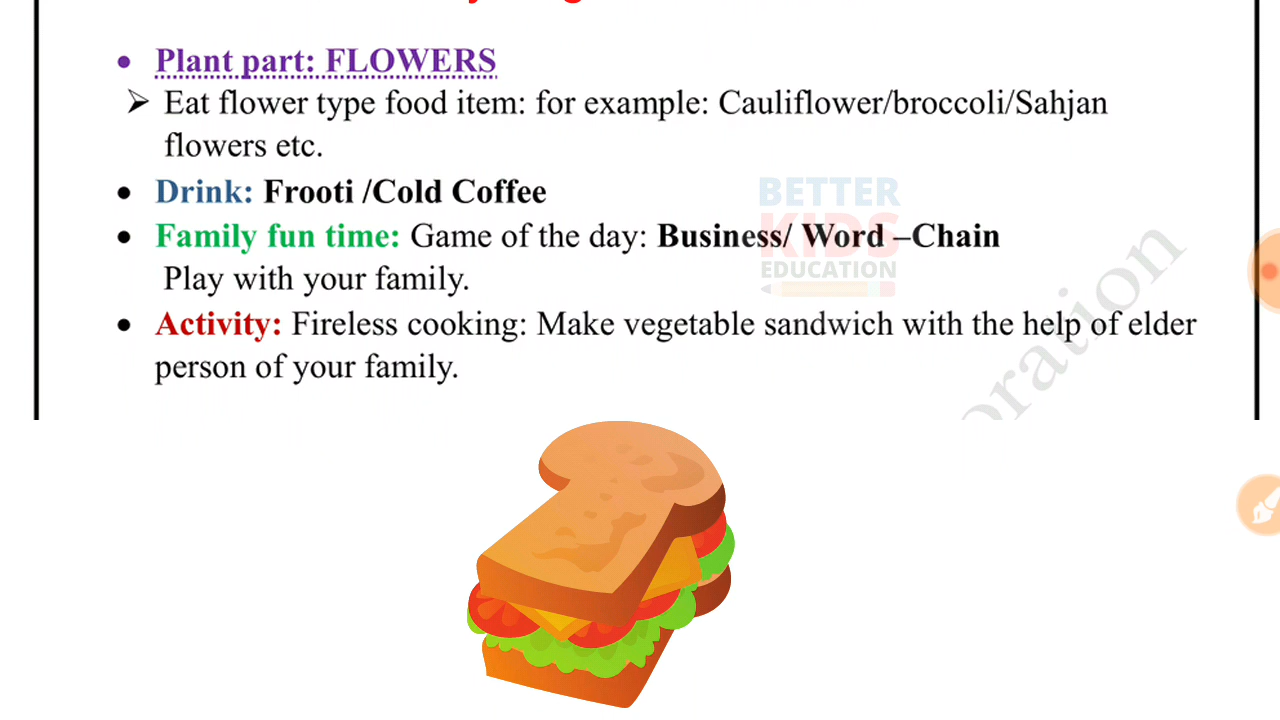 Plant part: FLOWERS
Eat flower type food item: for example: Cauliflower/broccoli/Sahjan
flowers etc.
Drink: Frooti /Cold Coffee
Family fun time: Game of the day: Business/ Word –Chain
Play with your family.
Activity: Fireless cooking: Make vegetable sandwich with the help of elder
person of your family.
BETTER
KIDS
EDUCATION